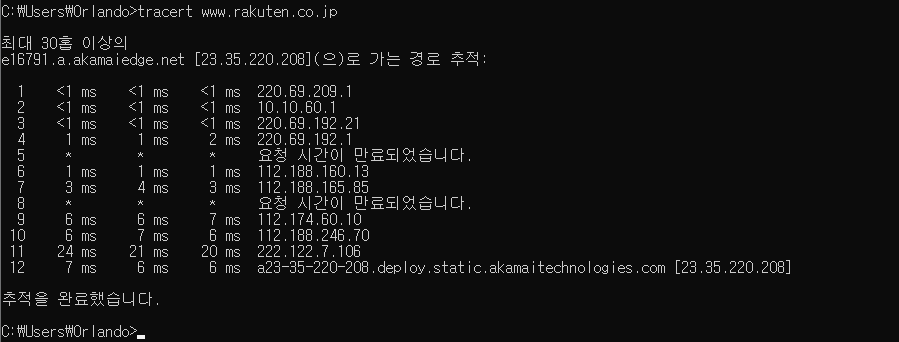 C:₩Users₩Orlando>tracert www.rakuten.co.jp
최대 30홉 이상의
e16791.a.akamaiedge.net [23.35.220.208](으)로 가는 경로 추적:
1 <1 ms <1 ms <1 ms 220.69.209.1
2 <1 ms <1 ms <1 ms 10.10.60.1
3 <1 ms <1 ms <1 ms 220.69.192.21
4 1 ms 1 ms 2 ms 220.69.192.1
5 * * * 요청 시간이 만료되었습니다.
6 1 ms 1 ms 1 ms 112.188.160.13
7 3 ms 4 ms 3 ms 112.188.165.85
8 * * * 요청 시간이 만료되었습니다.
9 6 ms 6 ms 7 ms 112.174.60.10
10 6 ms 7 ms 6 ms 112.188.246.70
11 24 ms 21 ms 20 ms 222.122.7.106
12 7 ms 6 ms 6 ms a23-35-220-208.deploy.static.akamaitechnologies.com [23.35.220.208]
추적을 완료했습니다.
C:₩Users₩Orlando>